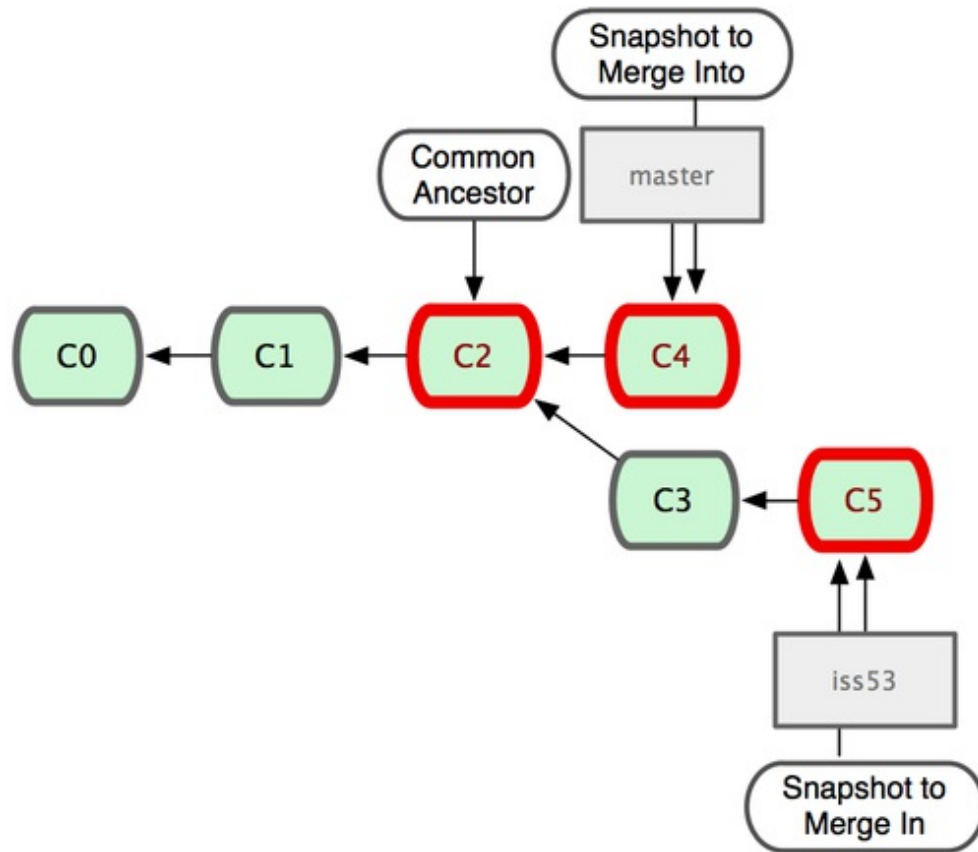 Snapshot to
Merge Into
Common
Ancestor
master
C0
C1
C2
C4
C3
C5
iss53
Snapshot to
Merge In